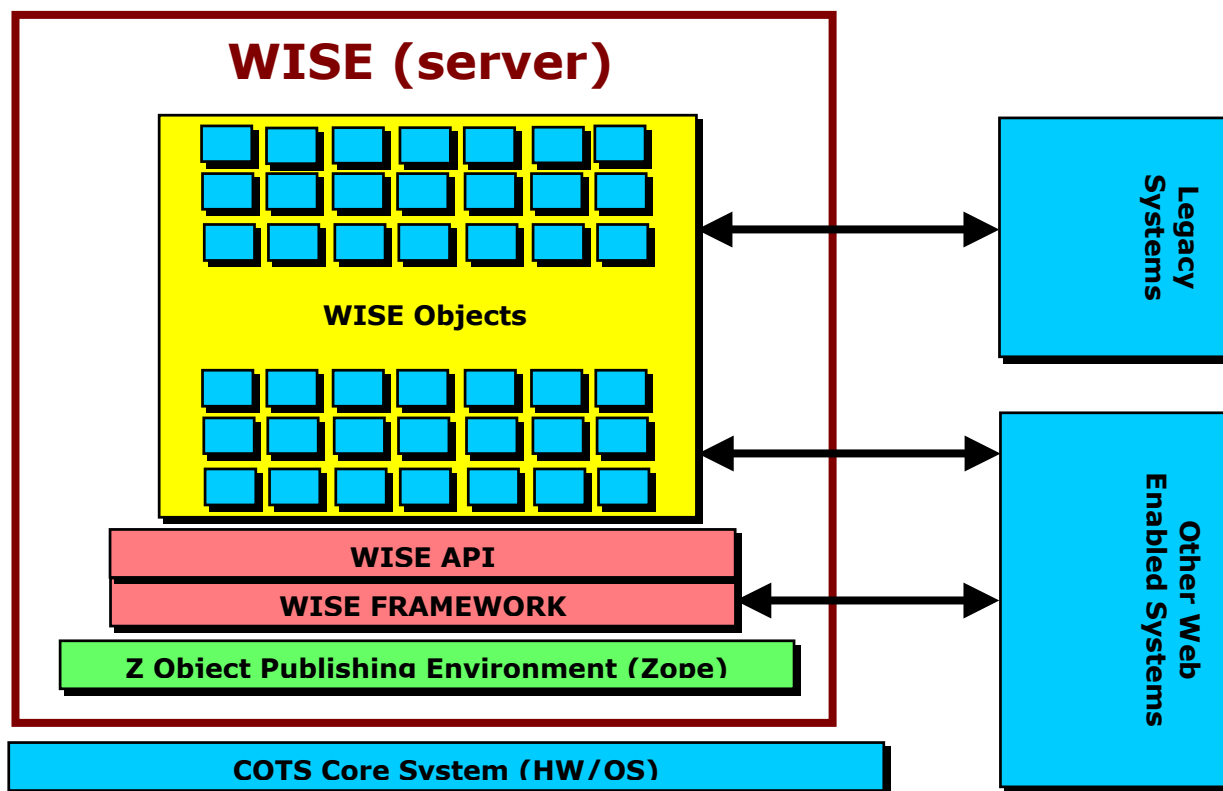 WISE (server)
WISE Objects
WISE API
WISE FRAMEWORK
Z Object Publishing Environment (Zope)
COTS Core System (HW/OS)
Legacy
Systems
Other Web
Enabled Systems